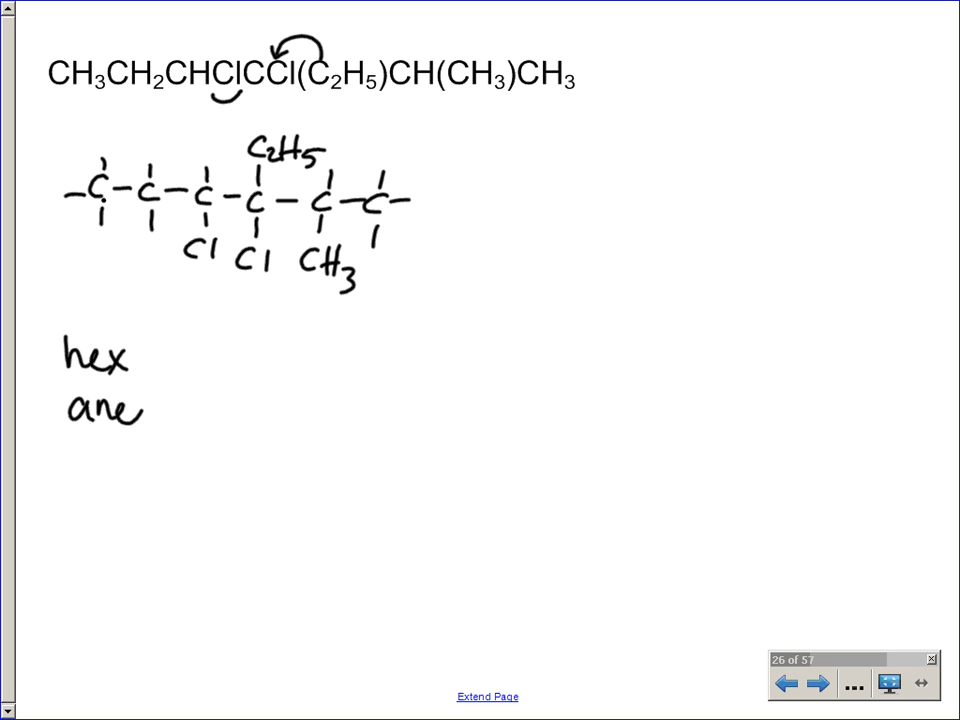 CH₃CH₂CHClCCl(C₂H₅)CH(CH₃)CH₃
C₂H₅
C C C C C C
Cl Cl CH₃
hex
ane
26 of 57
...
Extend Page